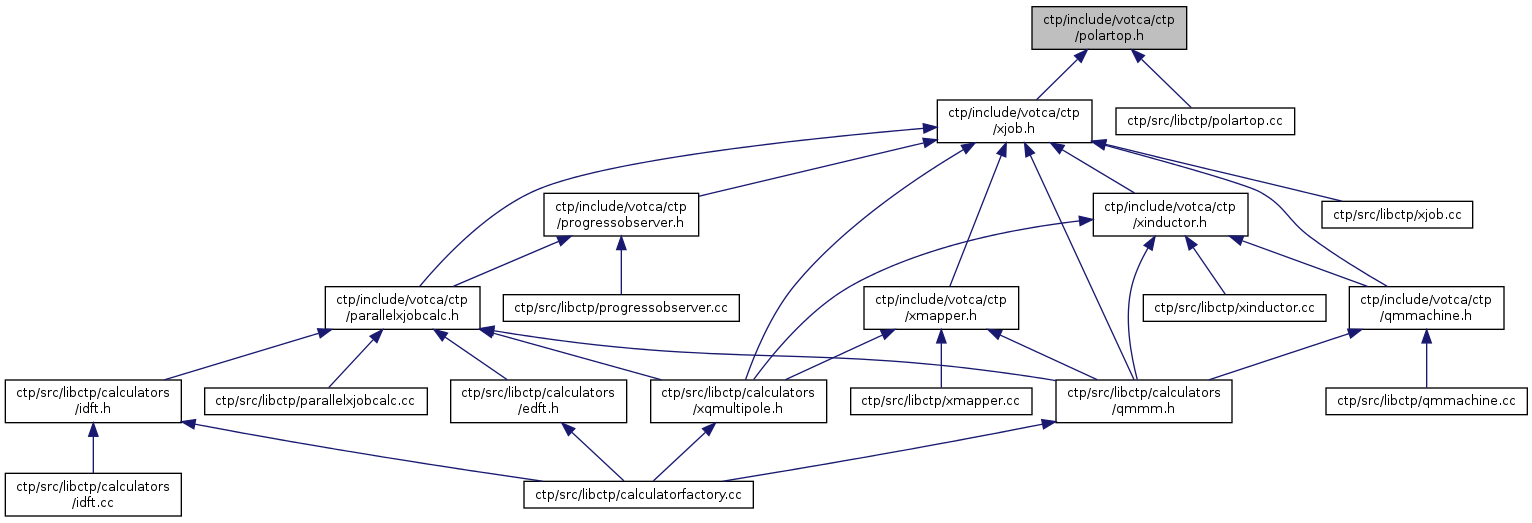 ctp/include/votca/ctp
/polartop.h
ctp/include/votca/ctp
/xjob.h
ctp/src/libctp/polartop.cc
ctp/include/votca/ctp
/progressobserver.h
ctp/include/votca/ctp
/xinductor.h
ctp/src/libctp/xjob.cc
ctp/include/votca/ctp
/parallelxjobcalc.h
ctp/src/libctp/progressobserver.cc
ctp/include/votca/ctp
/xmapper.h
ctp/src/libctp/xinductor.cc
ctp/include/votca/ctp
/qmmachine.h
ctp/src/libctp/calculators
/idft.h
ctp/src/libctp/parallelxjobcalc.cc
ctp/src/libctp/calculators
/edft.h
ctp/src/libctp/calculators
/xqmultipole.h
ctp/src/libctp/xmapper.cc
ctp/src/libctp/calculators
/qmmm.h
ctp/src/libctp/qmmachine.cc
ctp/src/libctp/calculators
/idft.cc
ctp/src/libctp/calculatorfactory.cc